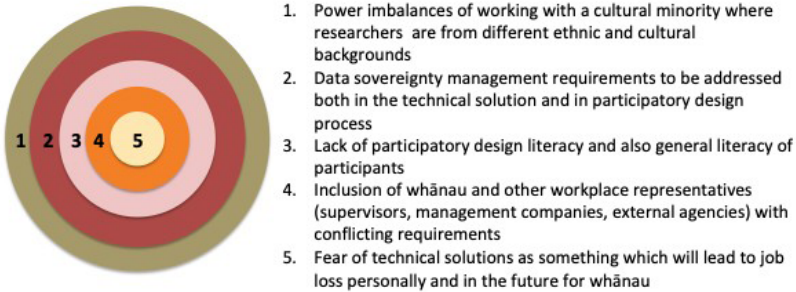 1 2 3 4 5
1. Power imbalances of working with a cultural minority where
researchers are from different ethnic and cultural
backgrounds
2. Data sovereignty management requirements to be addressed
both in the technical solution and in participatory design
process
3. Lack of participatory design literacy and also general literacy of
participants
4. Inclusion of whānau and other workplace representatives
(supervisors, management companies, external agencies) with
conflicting requirements
5. Fear of technical solutions as something which will lead to job
loss personally and in the future for whānau